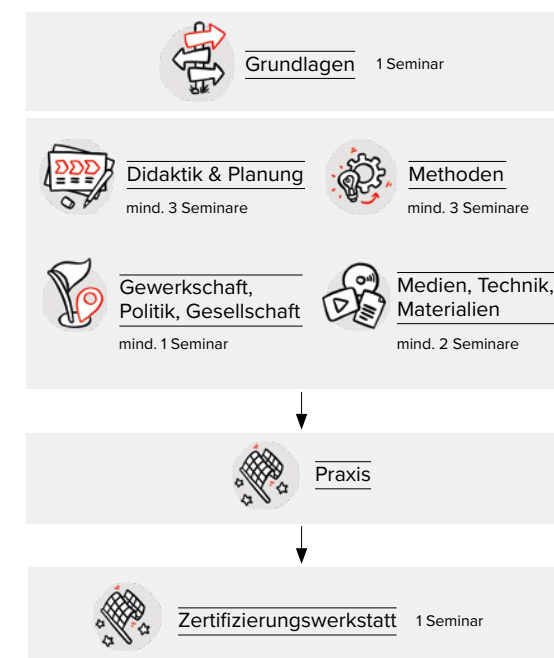 Grundlagen 1 Seminar
Didaktik & Planung
mind. 3 Seminare
Methoden
mind. 3 Seminare
Gewerkschaft,
Politik, Gesellschaft
mind. 1 Seminar
Medien, Technik,
Materialien
mind. 2 Seminare
Praxis
Zertifizierungswerkstatt 1 Seminar